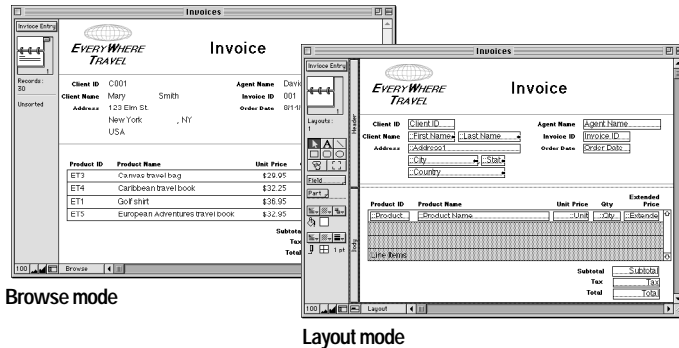 Invoices
Invoice Entry
1
Records:
30
Unsorted
EVERYWHERE
TRAVEL
Invoice
Client ID C001
Client Name Mary Smith
Address 123 Elm St.
New York , NY
USA
Agent Name
Invoice ID 001
Order Date
Product ID Product Name Unit Price
ET3 Canvas travel bag $29.95
ET4 Caribbean travel book $32.25
ET1 Golf shirt $36.95
ET5 European Adventures travel book $32.95
Subtota
Tax
Total
100 Browse
Browse mode
Invoices
Invoice Entry
1
Layouts:
1
Field
Part
1 pt
Header
Body
EVERYWHERE
TRAVEL
Invoice
Client ID Client ID
Client Name ::First Name ::Last Name
Address ::Address1
::City ::Stat
::Country
Agent Name Agent Name
Invoice ID Invoice ID
Order Date Order Date
Product ID Product Name Unit Price Qty Extended Price
::Product ::Product Name ::Unit ::Qty ::Extende
Line Items
Subtotal Subtotal
Tax Tax
Total Total
100 Layout
Layout mode